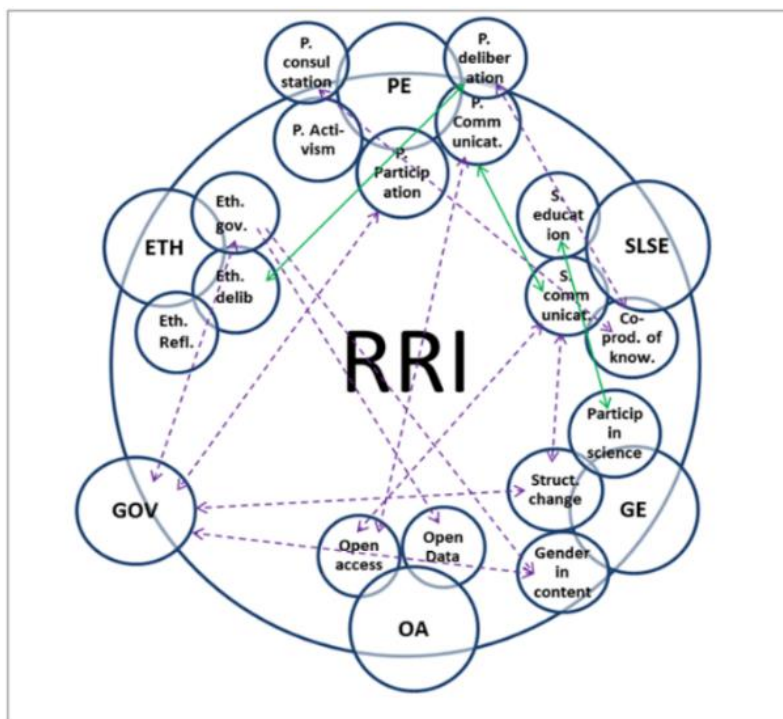 P.
consul
station
PE
P.
deliber
ation
P. Acti-
vism
P.
Particip
ation
P.
Comm
unicat.
ETH
Eth.
gov.
Eth.
delib
Eth.
Refl.
S.
educat
ion
SLSE
S.
comm
unicat.
Co-
prod. of
know.
RRI
Particip
in
science
GOV
Struct.
change
GE
Open
access
Open
Data
Gender
in
content
OA